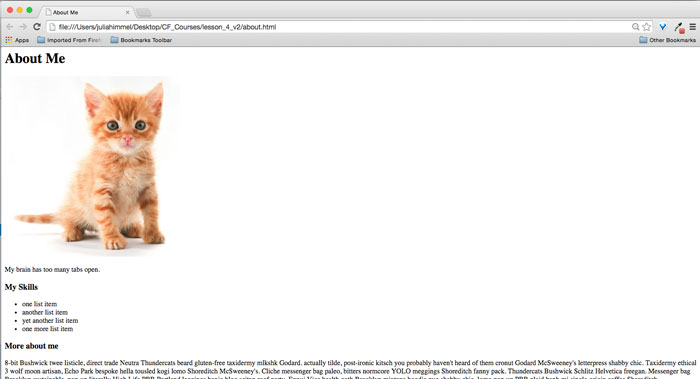 About Me
file:///Users/juliahimmel/Desktop/CF_Courses/lesson_4_v2/about.html
Apps Imported From Firef Bookmarks Toolbar Other Bookmarks
About Me
My brain has too many tabs open.
My Skills
one list item
another list item
yet another list item
one more list item
More about me
8-bit Bushwick twee listicle, direct trade Neutra Thundercats beard gluten-free taxidermy mlkshk Godard. actually tilde, post-ironic kitsch you probably haven't heard of them cronut Godard McSweeney's letterpress shabby chic. Taxidermy ethical
3 wolf moon artisan, Echo Park bespoke hella tousled kogi lomo Shoreditch McSweeney's. Cliche messenger bag paleo, bitters normcore YOLO meggings Shoreditch fanny pack. Thundercats Bushwick Schlitz Helvetica freegan. Messenger bag